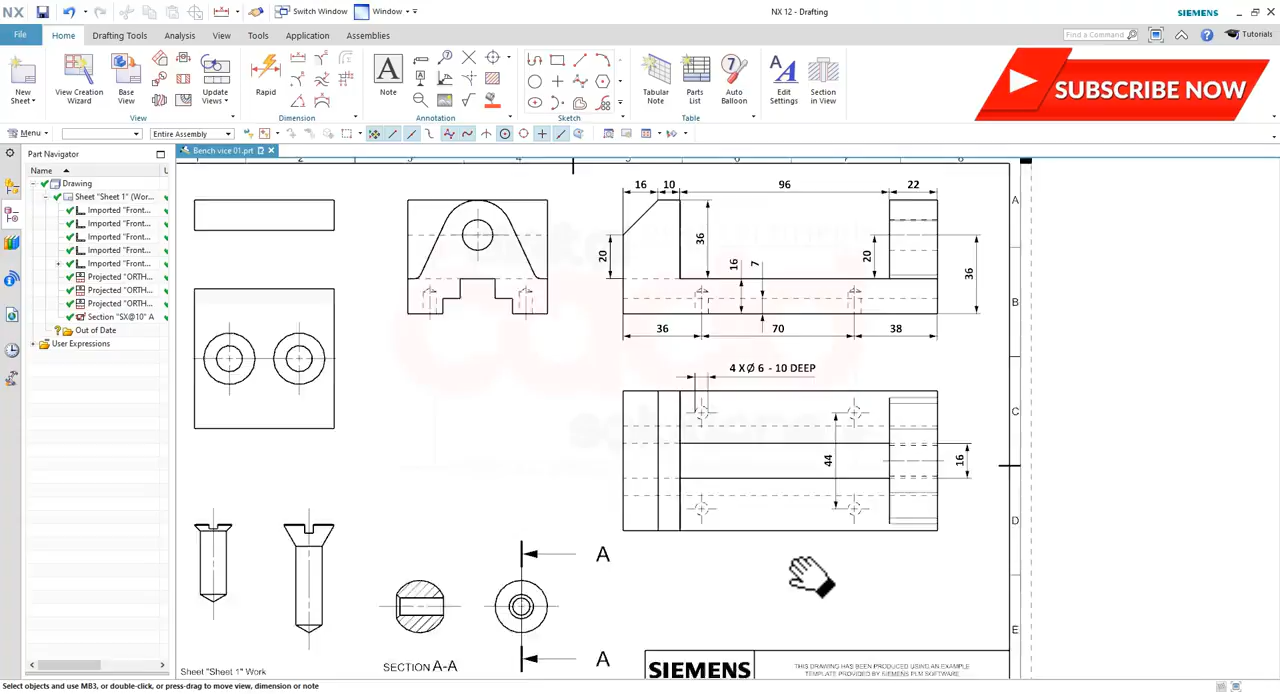 NX
Switch Window
Window
NX 12 - Drafting
SIEMENS
File
Home
Drafting Tools
Analysis
View
Tools
Application
Assemblies
Find a Command
Tutorials
New
Sheet
View Creation
Wizard
Base
View
Update
Views
View
Rapid
Dimension
A
Note
Annotation
Sketch
Tabular
Note
Parts
List
7
Auto
Balloon
Table
Edit
Settings
Section
in View
SUBSCRIBE NOW
Menu
Entire Assembly
Part Navigator
Bench vice 01.prt
Name
Drawing
Sheet "Sheet 1" (Wor...
Imported "Front...
Imported "Front...
Imported "Front...
Imported "Front...
Imported "Front...
Projected "ORTH...
Projected "ORTH...
Projected "ORTH...
Section "SX@10" A
Out of Date
User Expressions
16 10 96 22
36
20
16
7
20
36
36 70 38
4 X Ø 6 - 10 DEEP
44
16
A
B
C
D
E
A
A
SECTION A-A
SIEMENS
THIS DRAWING HAS BEEN PRODUCED USING AN EXAMPLE
TEMPLATE PROVIDED BY SIEMENS PLM SOFTWARE
Sheet "Sheet 1" Work
Select objects and use MB3, or double-click, or press-drag to move view, dimension or note